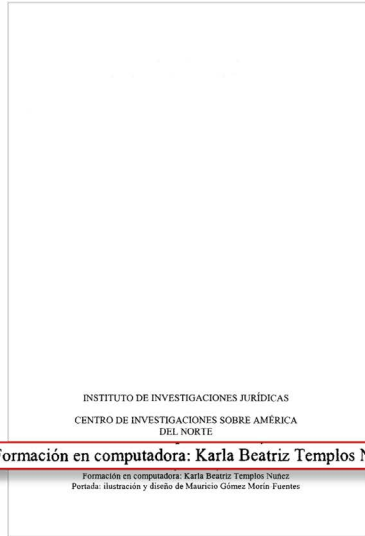 INSTITUTO DE INVESTIGACIONES JURÍDICAS
CENTRO DE INVESTIGACIONES SOBRE AMÉRICA
DEL NORTE
Formación en computadora: Karla Beatriz Templos
Formación en computadora: Karla Beatriz Templos Nuñez
Portada: ilustración y diseño de Mauricio Gómez Morín Fuentes